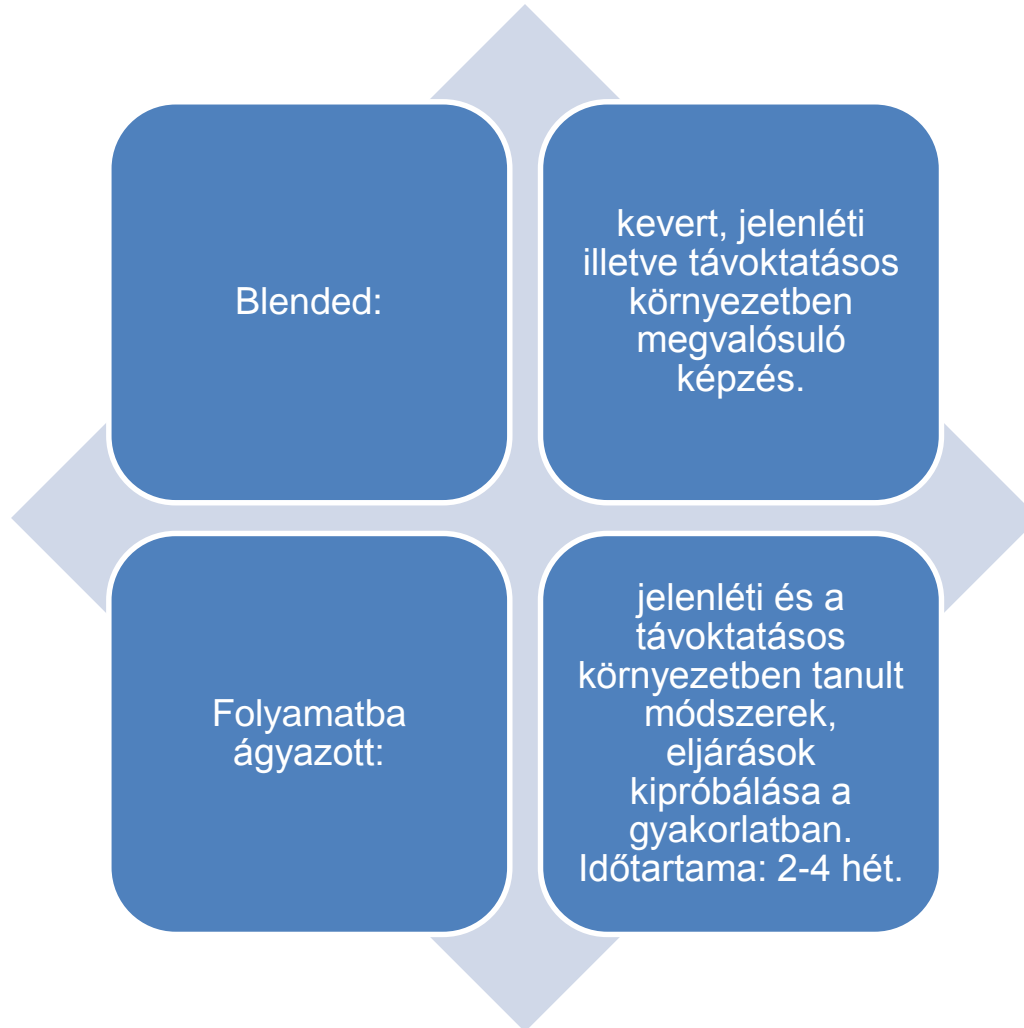 Blended:
kevert, jelenléti
illetve távoktatásos
környezetben
megvalósuló
képzés.
Folyamatba
ágyazott:
jelenléti és a
távoktatásos
környezetben tanult
módszerek,
eljárások
kipróbálása a
gyakorlatban.
Időtartama: 2-4 hét.